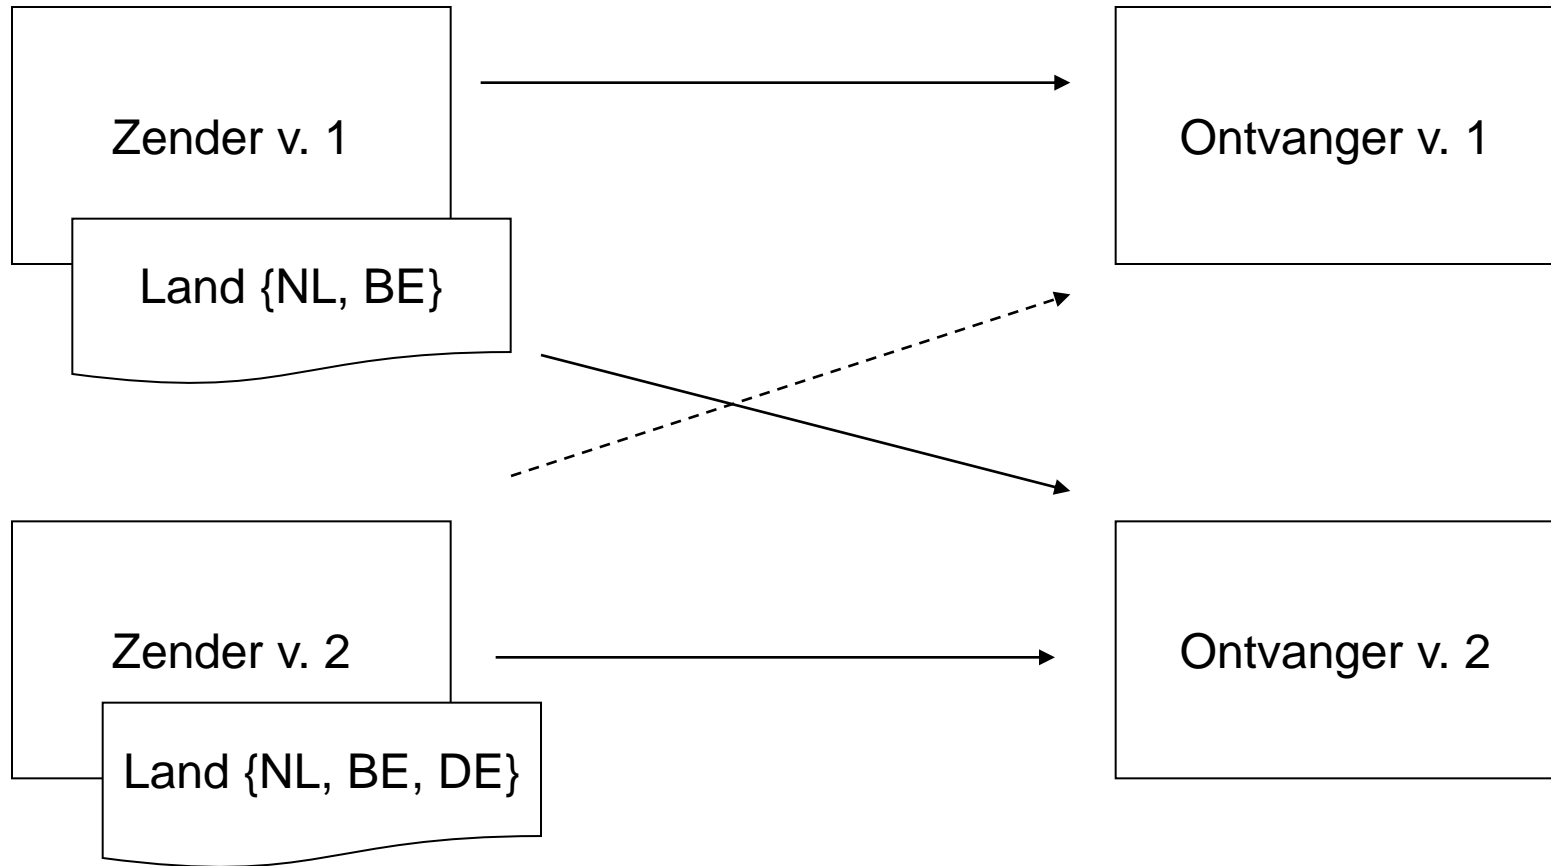 Zender v. 1
Ontvanger v. 1
Land {NL, BE}
Zender v. 2
Ontvanger v. 2
Land {NL, BE, DE}